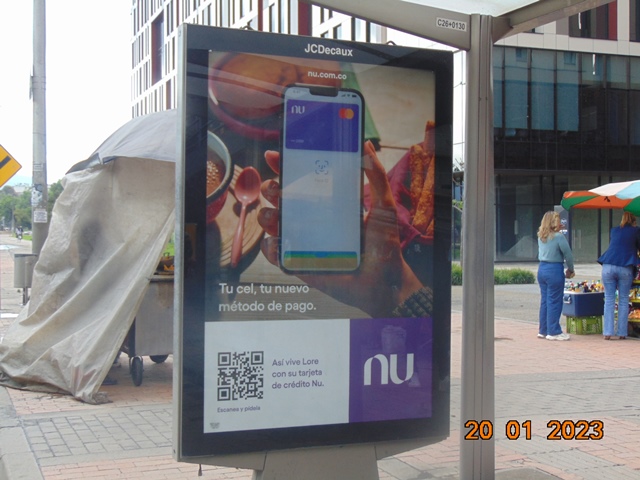 C26+0130
JCDecaux
nu.com.co
nu
Tu cel, tu nuevo
método de pago.
Así vive Lore
con su tarjeta
de crédito Nu.
Escanea y pídela
nu
20 01 2023